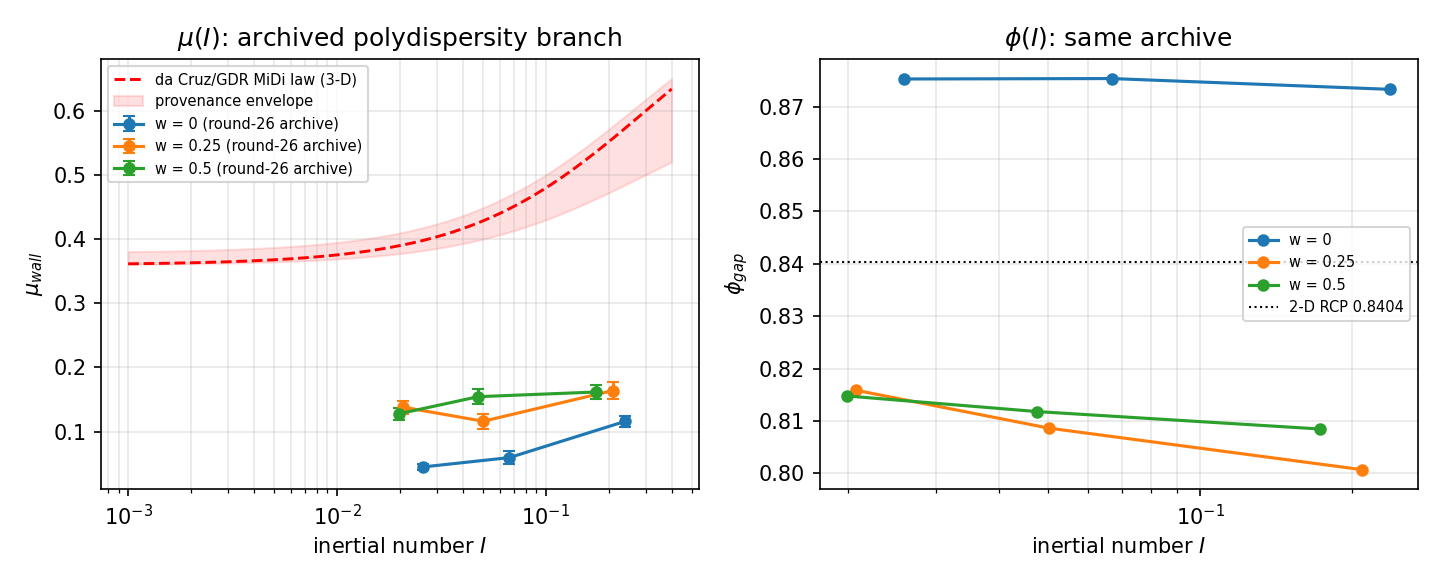 μ(I): archived polydispersity branch
da Cruz/GDR MiDi law (3-D)
provenance envelope
w = 0 (round-26 archive)
w = 0.25 (round-26 archive)
w = 0.5 (round-26 archive)
0.6
0.5
0.4
0.3
0.2
0.1
μ_wall
10⁻³
10⁻²
10⁻¹
inertial number I
ϕ(I): same archive
0.87
0.86
0.85
0.84
0.83
0.82
0.81
0.80
ϕ_gap
w = 0
w = 0.25
w = 0.5
2-D RCP 0.8404
10⁻¹
inertial number I